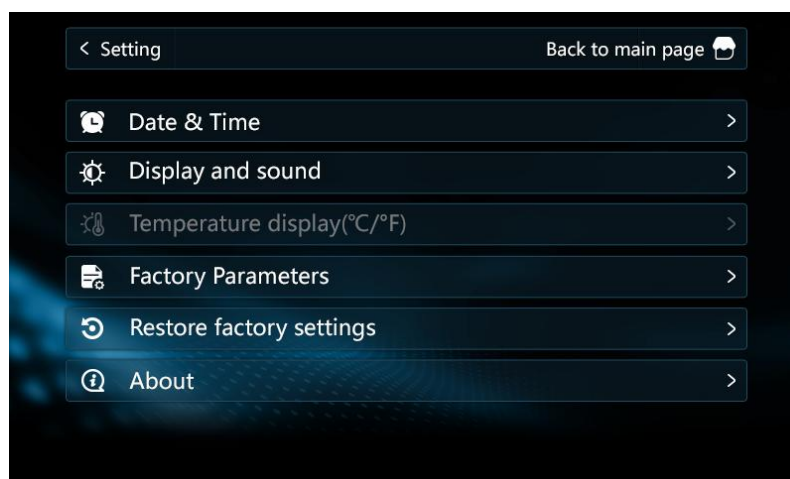 Setting
Back to main page
Date & Time
Display and sound
Temperature display(℃/℉)
Factory Parameters
Restore factory settings
About